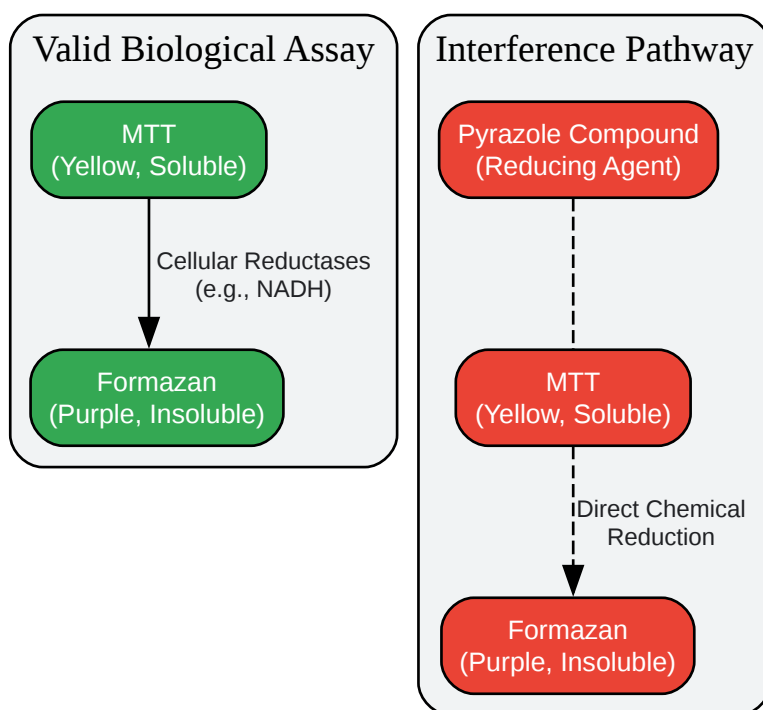 Valid Biological Assay
MTT
(Yellow, Soluble)
Cellular Reductases
(e.g., NADH)
Formazan
(Purple, Insoluble)
Interference Pathway
Pyrazole Compound
(Reducing Agent)
MTT
(Yellow, Soluble)
Direct Chemical
Reduction
Formazan
(Purple, Insoluble)